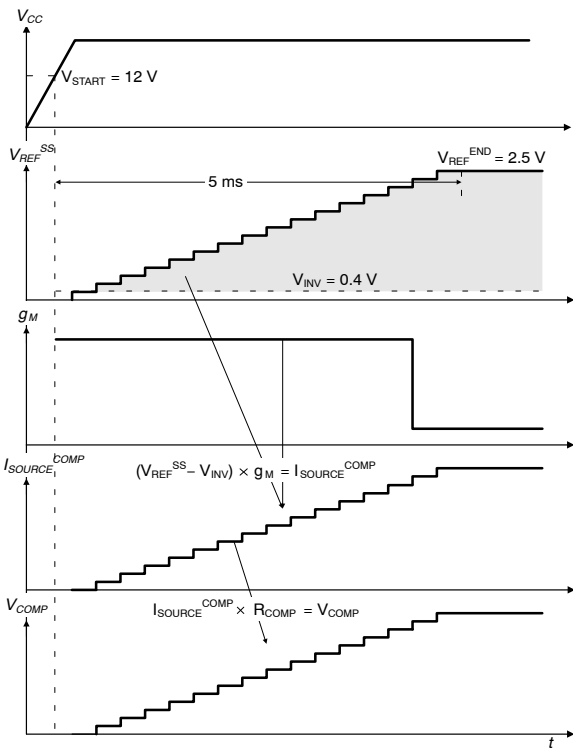 V_CC
V_START = 12 V
V_REF^SS
V_REF^END = 2.5 V
5 ms
V_INV = 0.4 V
g_M
I_SOURCE^COMP
(V_REF^SS – V_INV) × g_M = I_SOURCE^COMP
V_COMP
I_SOURCE^COMP × R_COMP = V_COMP
t